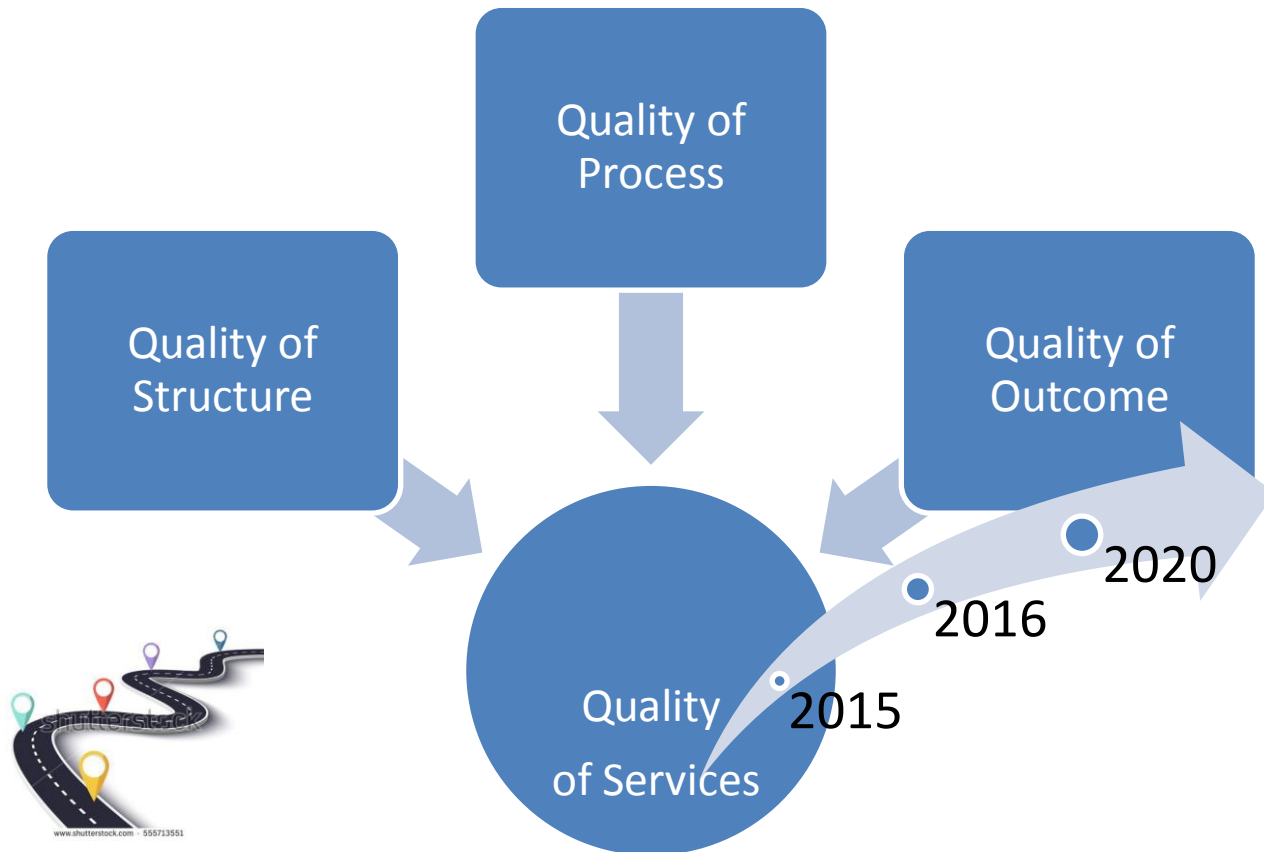 Quality of
Process
Quality of
Structure
Quality of
Outcome
2020
2016
2015
Quality
of Services
shutterstock
www.shutterstock.com · 555713551